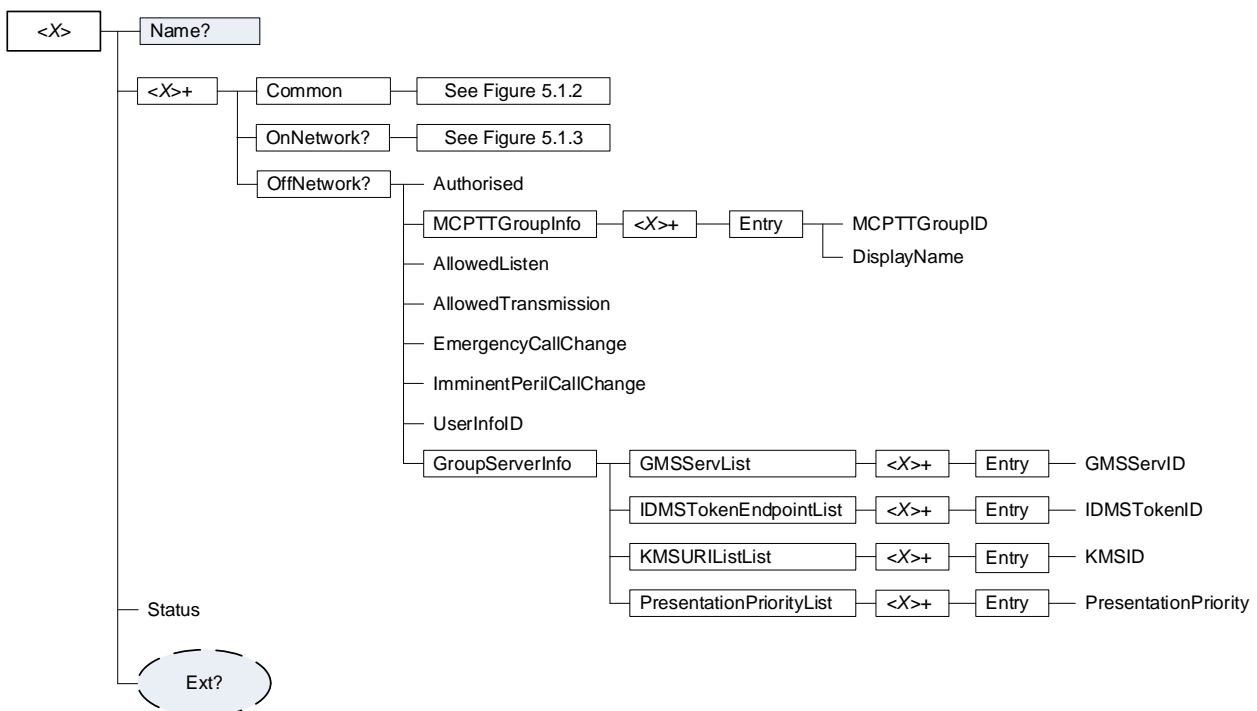 <X>
Name?
<X>+
Common
See Figure 5.1.2
OnNetwork?
See Figure 5.1.3
OffNetwork?
Authorised
MCPTTGroupInfo
<X>+
Entry
MCPTTGroupID
DisplayName
AllowedListen
AllowedTransmission
EmergencyCallChange
ImminentPerilCallChange
UserInfoID
GroupServerInfo
GMSServList
<X>+
Entry
GMSServID
IDMSTokenEndpointList
<X>+
Entry
IDMSTokenID
KMSURIListList
<X>+
Entry
KMSID
PresentationPriorityList
<X>+
Entry
PresentationPriority
Status
Ext?